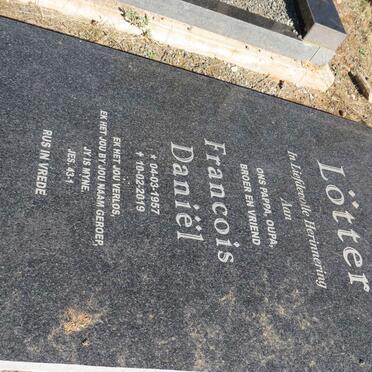 Lötter
In Liefdevolle Herinnering
Aan
ONS PAPPA, OUPA,
BROER EN VRIEND
Francois
Daniël
* 04-03-1957
✝ 10-02-2019
EK HET JOU VERLOS,
EK HET JOU BY JOU NAAM GEROEP,
JY IS MYNE.
JES. 43:1
RUS IN VREDE